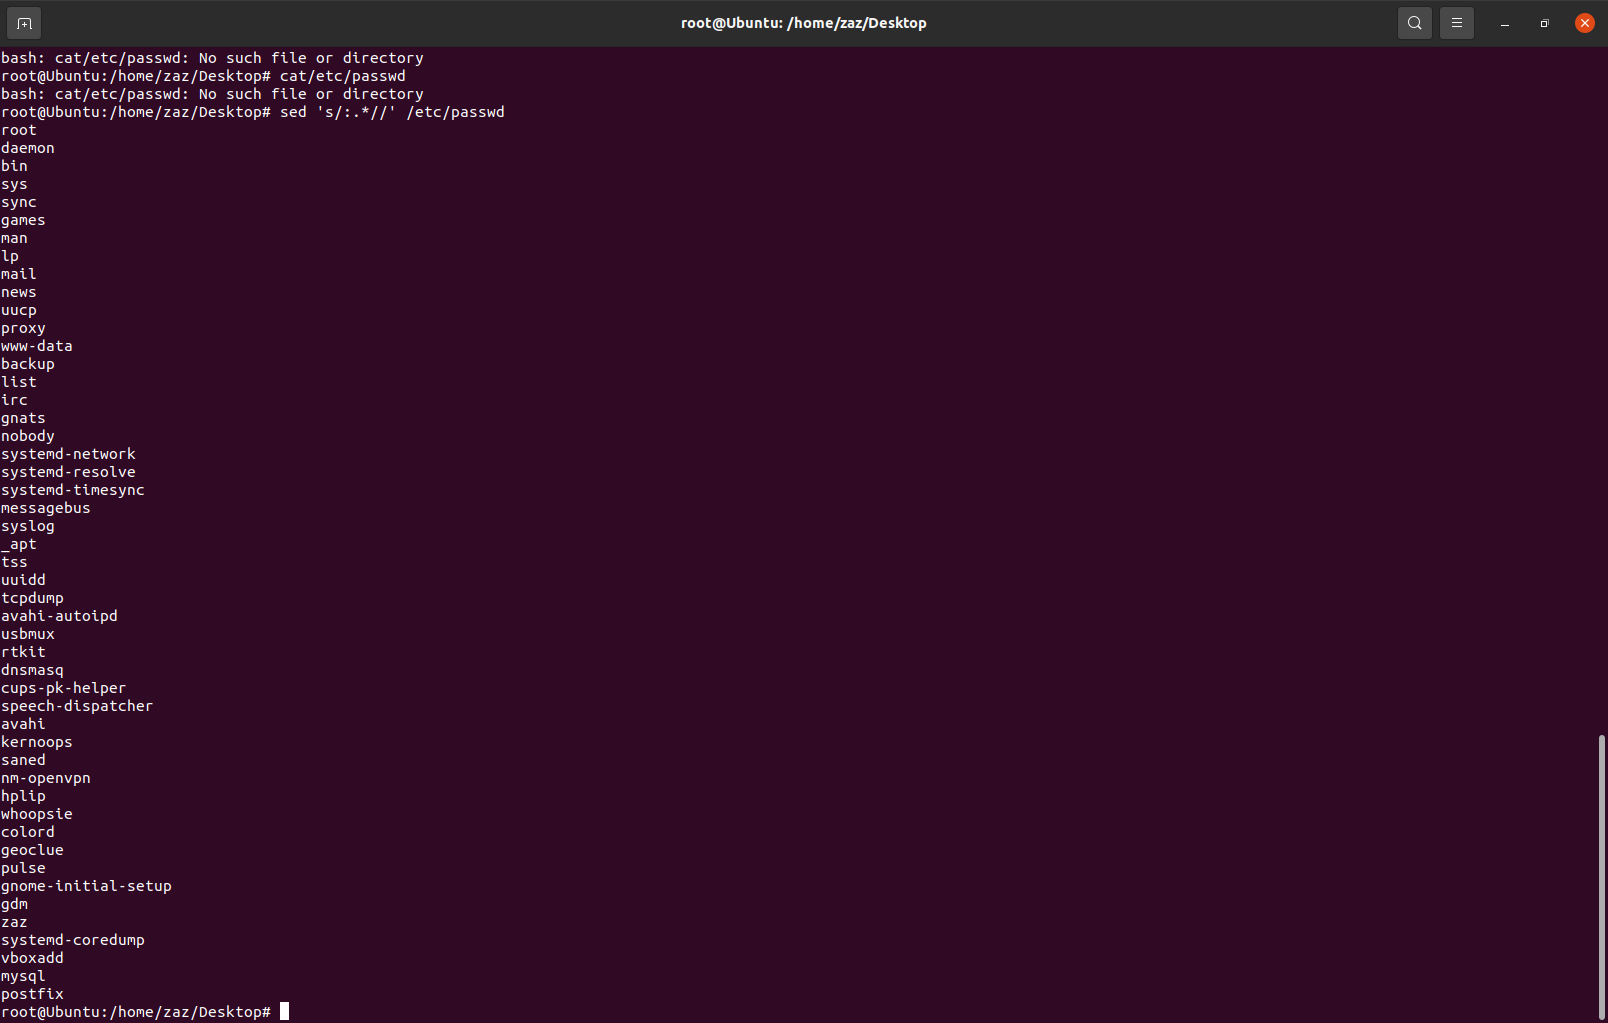 root@Ubuntu: /home/zaz/Desktop
bash: cat/etc/passwd: No such file or directory
root@Ubuntu:/home/zaz/Desktop# cat/etc/passwd
bash: cat/etc/passwd: No such file or directory
root@Ubuntu:/home/zaz/Desktop# sed 's/:.*//' /etc/passwd
root
daemon
bin
sys
sync
games
man
lp
mail
news
uucp
proxy
www-data
backup
list
irc
gnats
nobody
systemd-network
systemd-resolve
systemd-timesync
messagebus
syslog
_apt
tss
uuidd
tcpdump
avahi-autoipd
usbmux
rtkit
dnsmasq
cups-pk-helper
speech-dispatcher
avahi
kernoops
saned
nm-openvpn
hplip
whoopsie
colord
geoclue
pulse
gnome-initial-setup
gdm
zaz
systemd-coredump
vboxadd
mysql
postfix
root@Ubuntu:/home/zaz/Desktop#